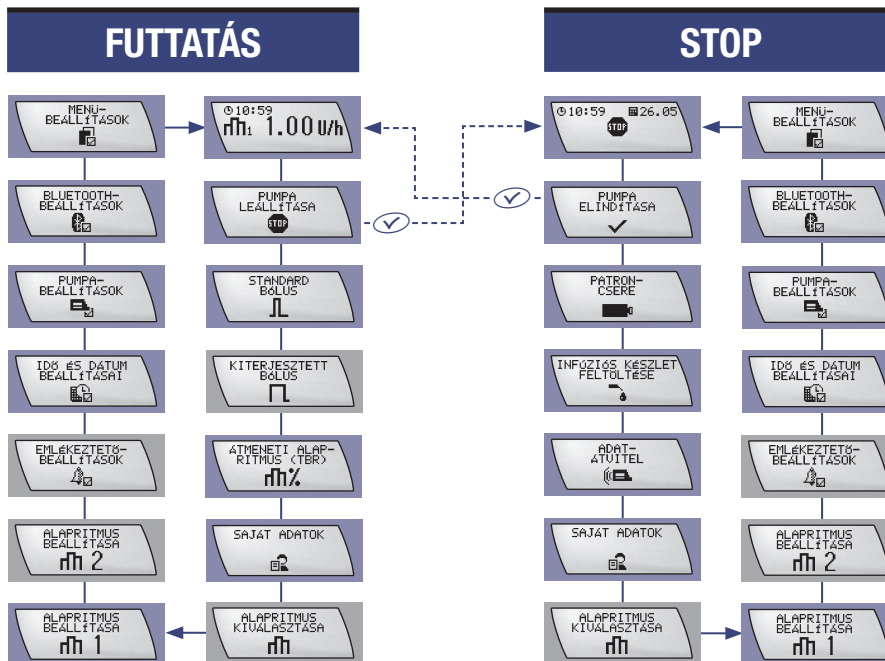 FUTTATÁS
STOP
MENÜ-
BEÁLLíTÁSOK
10:59
1 1.00 U/h
10:59 26.05
STOP
MENÜ-
BEÁLLíTÁSOK
BLUETOOTH-
BEÁLLíTÁSOK
PUMPA
LEÁLLíTÁSA
STOP
PUMPA
ELINDíTÁSA
BLUETOOTH-
BEÁLLíTÁSOK
PUMPA-
BEÁLLíTÁSOK
STANDARD
BóLUS
PATRON-
CSERE
PUMPA-
BEÁLLíTÁSOK
IDő éS DÁTUM
BEÁLLíTÁSAI
KITERJESZTETT
BóLUS
INFúZIóS KéSZLET
FELTöLTéSE
IDő éS DÁTUM
BEÁLLíTÁSAI
EMLéKEZTETő-
BEÁLLíTÁSOK
ÁTMENETI ALAP-
RITMUS (TBR)
%
ADAT-
ÁTVITEL
EMLéKEZTETő-
BEÁLLíTÁSOK
ALAPRITMUS
BEÁLLíTÁSA
2
SAJÁT ADATOK
SAJÁT ADATOK
ALAPRITMUS
BEÁLLíTÁSA
2
ALAPRITMUS
BEÁLLíTÁSA
1
ALAPRITMUS
KIVÁLASZTÁSA
ALAPRITMUS
KIVÁLASZTÁSA
ALAPRITMUS
BEÁLLíTÁSA
1